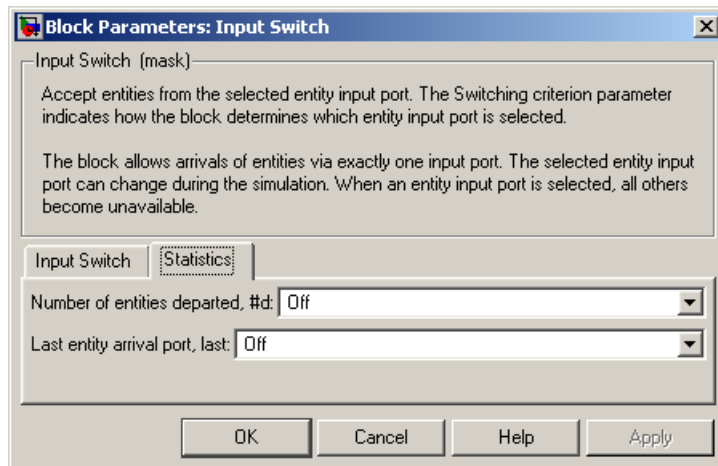 Block Parameters: Input Switch
Input Switch (mask)
Accept entities from the selected entity input port. The Switching criterion parameter
indicates how the block determines which entity input port is selected.
The block allows arrivals of entities via exactly one input port. The selected entity input
port can change during the simulation. When an entity input port is selected, all others
become unavailable.
Input Switch Statistics
Number of entities departed, #d: Off
Last entity arrival port, last: Off
OK Cancel Help Apply